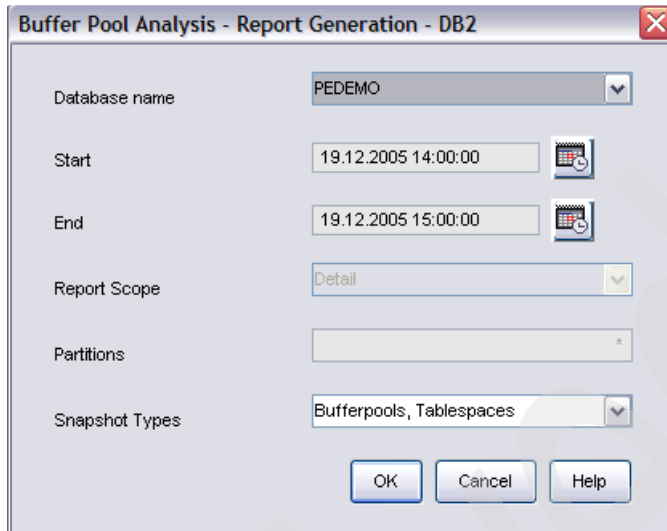 Buffer Pool Analysis - Report Generation - DB2
Database name PEDEMO
Start 19.12.2005 14:00:00
End 19.12.2005 15:00:00
Report Scope Detail
Partitions *
Snapshot Types Bufferpools, Tablespaces
OK Cancel Help